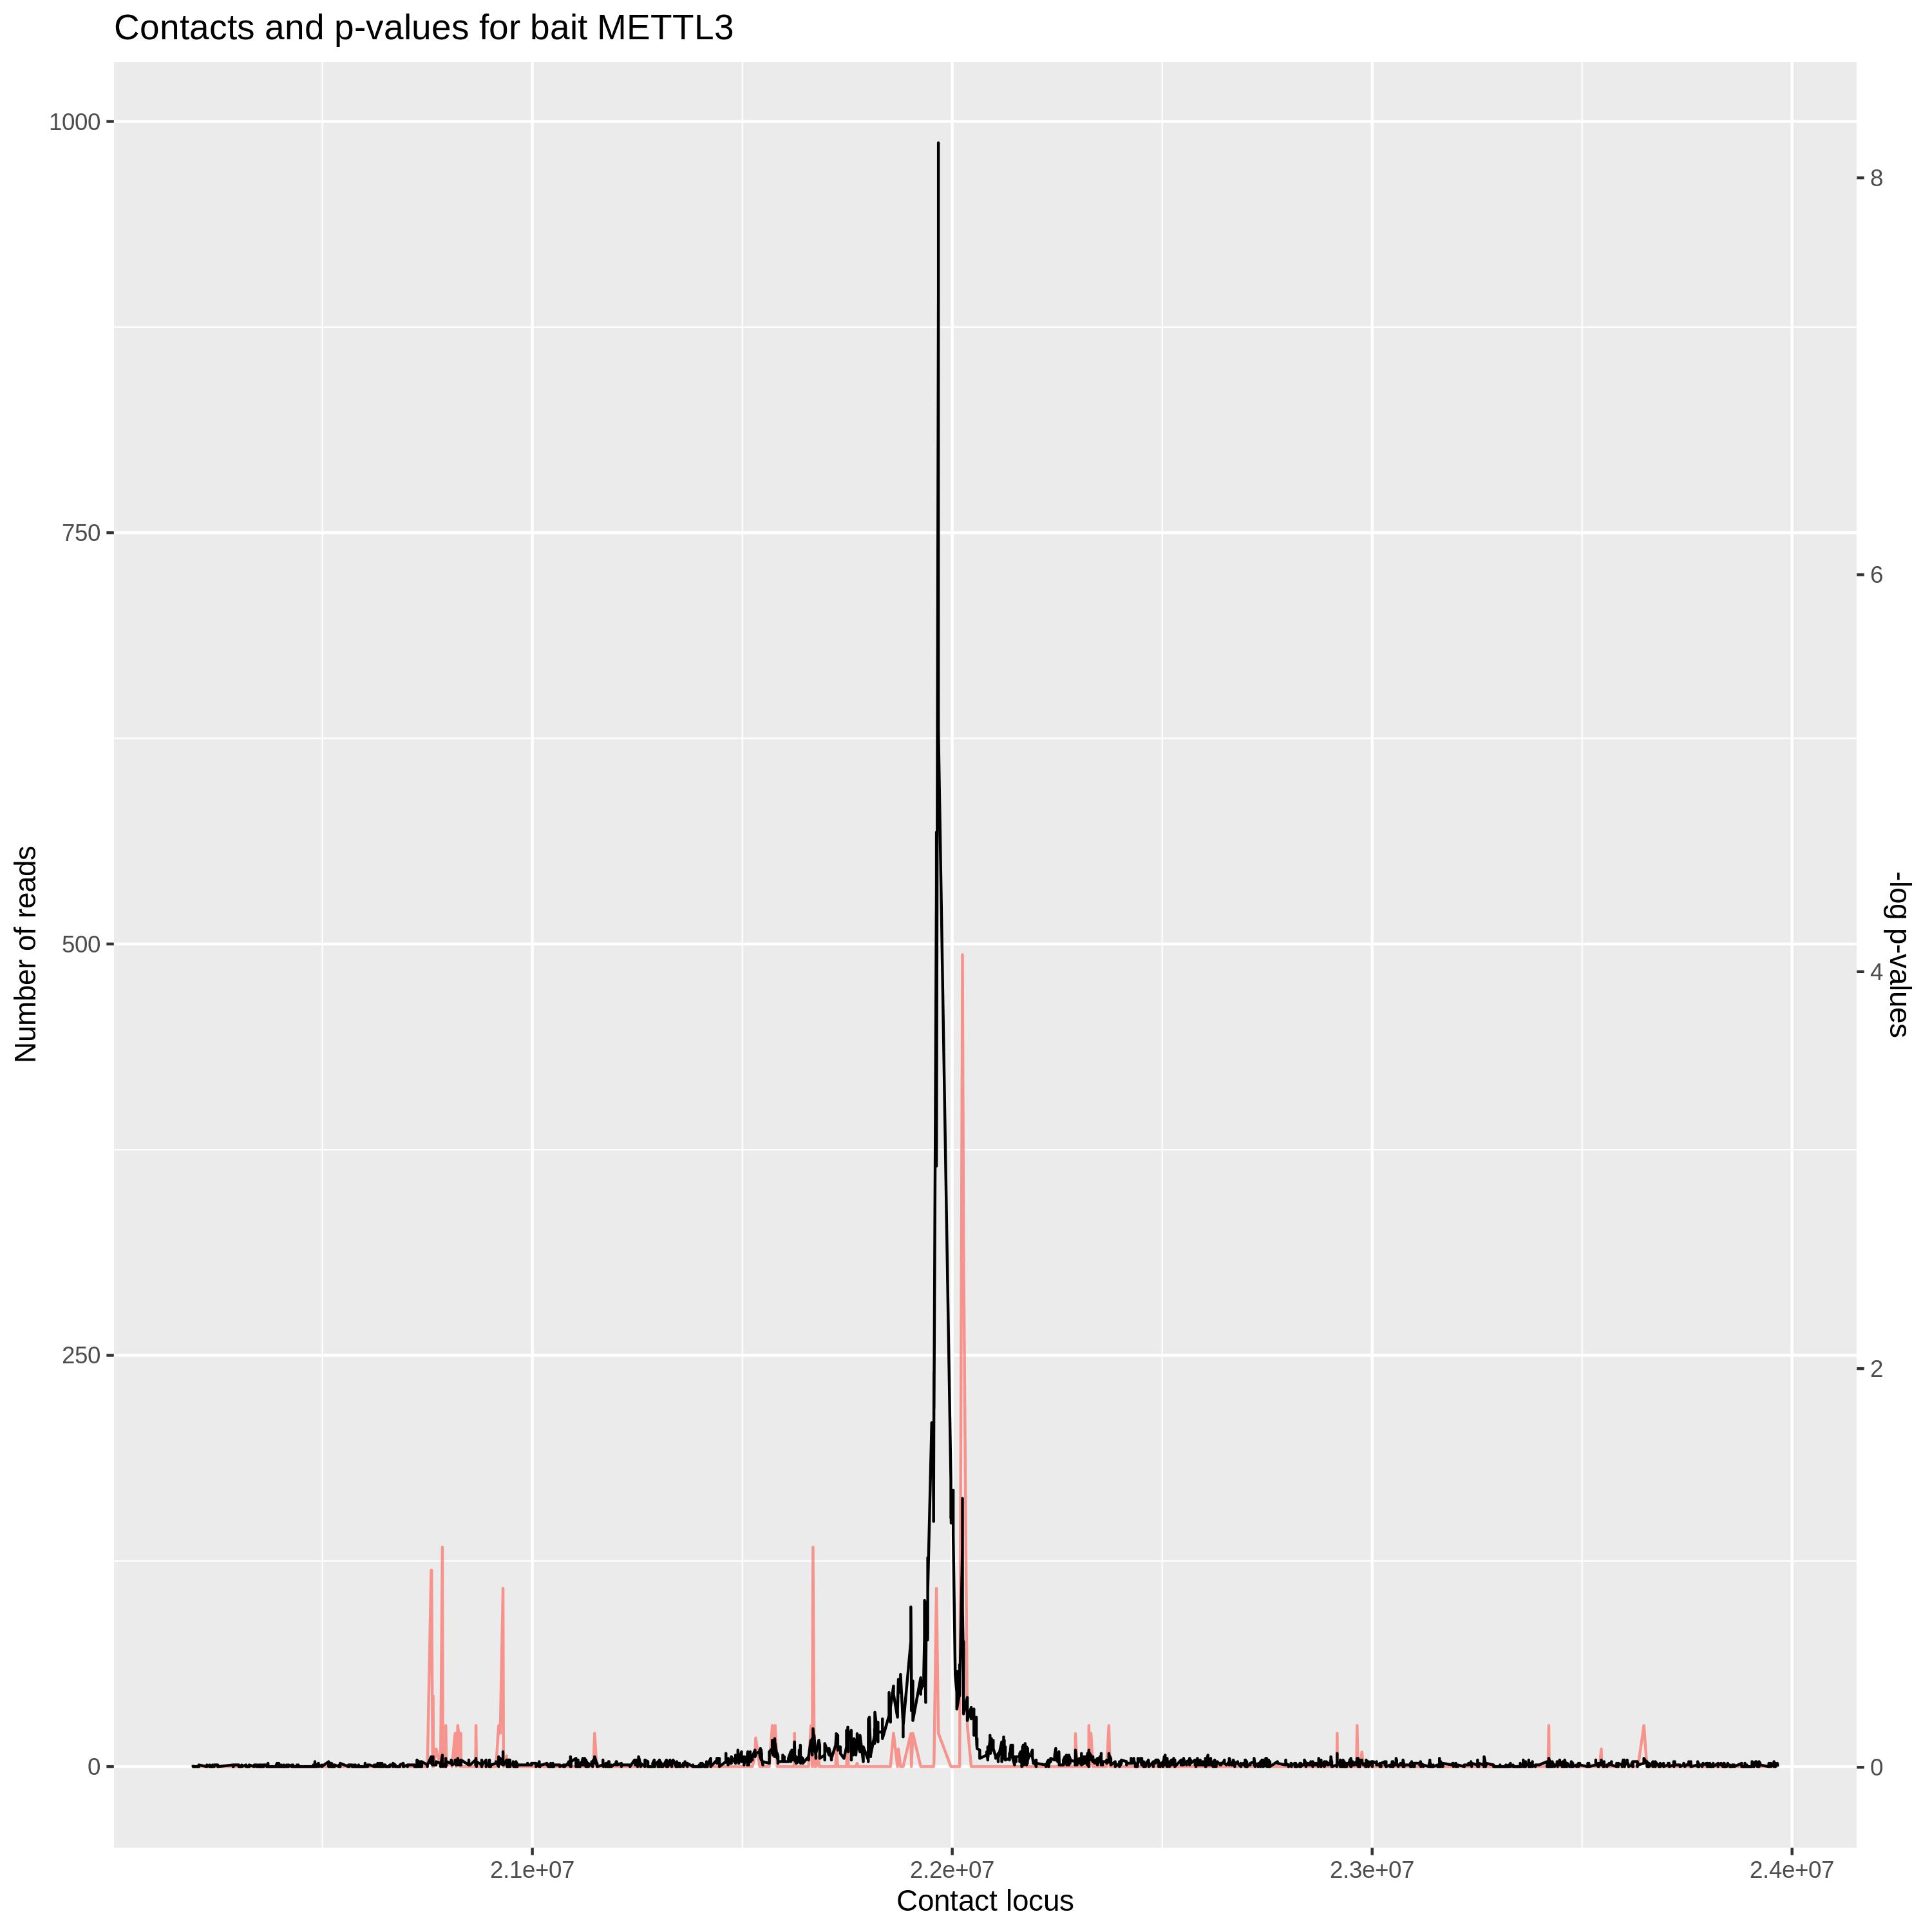 Contacts and p-values for bait METTL3
1000
750
500
250
0
Number of reads
8
6
4
2
0
-log p-values
2.1e+07
2.2e+07
2.3e+07
2.4e+07
Contact locus